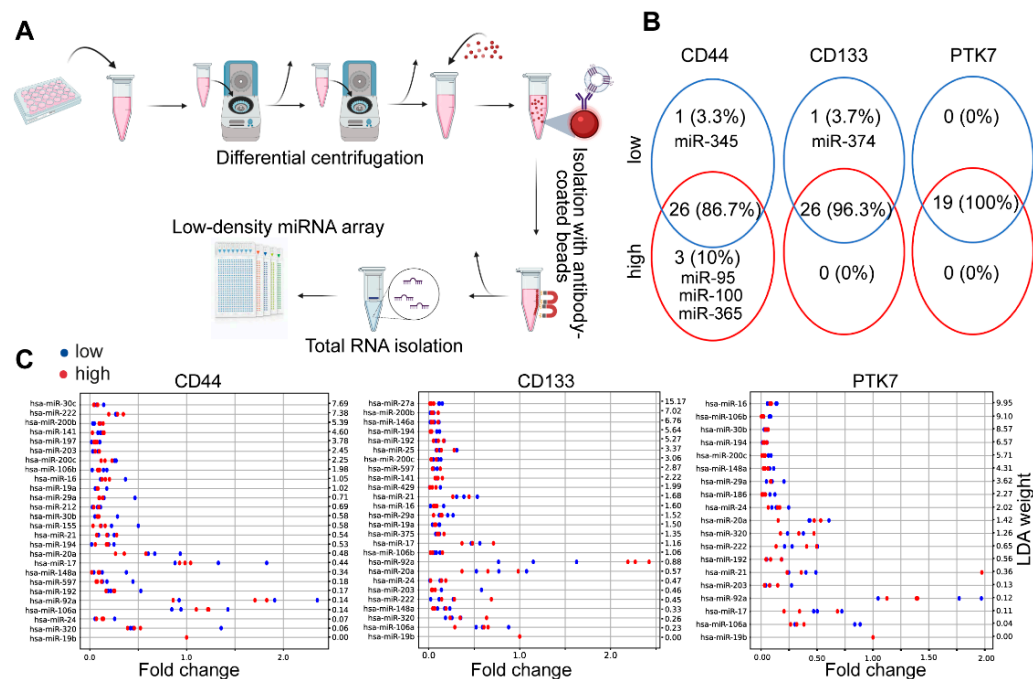 A
Differential centrifugation
Isolation with antibody-
coated beads
Low-density miRNA array
Total RNA isolation
B
CD44
CD133
PTK7
low
1 (3.3%)
miR-345
1 (3.7%)
miR-374
0 (0%)
26 (86.7%)
26 (96.3%)
19 (100%)
high
3 (10%)
miR-95
miR-100
miR-365
0 (0%)
0 (0%)
C
low
high
CD44
hsa-miR-30c 7.69
hsa-miR-222 7.38
hsa-miR-200b 5.39
hsa-miR-141 4.60
hsa-miR-197 3.78
hsa-miR-203 2.45
hsa-miR-200c 2.25
hsa-miR-106b 1.98
hsa-miR-16 1.05
hsa-miR-19a 1.02
hsa-miR-29a 0.71
hsa-miR-212 0.69
hsa-miR-30b 0.58
hsa-miR-155 0.58
hsa-miR-21 0.54
hsa-miR-194 0.53
hsa-miR-20a 0.48
hsa-miR-17 0.44
hsa-miR-148a 0.34
hsa-miR-597 0.18
hsa-miR-192 0.17
hsa-miR-92a 0.14
hsa-miR-106a 0.14
hsa-miR-24 0.07
hsa-miR-320 0.06
hsa-miR-19b 0.00
0.0 1.0 2.0
Fold change
CD133
hsa-miR-27a 15.17
hsa-miR-200b 7.02
hsa-miR-146a 6.76
hsa-miR-194 5.64
hsa-miR-192 5.27
hsa-miR-25 3.37
hsa-miR-200c 3.06
hsa-miR-597 2.87
hsa-miR-141 2.22
hsa-miR-429 1.99
hsa-miR-21 1.68
hsa-miR-16 1.60
hsa-miR-29a 1.52
hsa-miR-19a 1.50
hsa-miR-375 1.35
hsa-miR-17 1.16
hsa-miR-106b 1.06
hsa-miR-92a 0.88
hsa-miR-20a 0.57
hsa-miR-24 0.47
hsa-miR-203 0.46
hsa-miR-222 0.45
hsa-miR-148a 0.33
hsa-miR-320 0.26
hsa-miR-106a 0.23
hsa-miR-19b 0.00
0.0 1.0 2.0
Fold change
PTK7
hsa-miR-16 9.95
hsa-miR-106b 9.10
hsa-miR-30b 8.57
hsa-miR-194 6.57
hsa-miR-200c 5.71
hsa-miR-148a 4.31
hsa-miR-29a 3.62
hsa-miR-186 2.27
hsa-miR-24 2.02
hsa-miR-20a 1.42
hsa-miR-320 1.26
hsa-miR-222 0.65
hsa-miR-192 0.56
hsa-miR-21 0.36
hsa-miR-203 0.13
hsa-miR-92a 0.12
hsa-miR-17 0.11
hsa-miR-106a 0.04
hsa-miR-19b 0.00
0.00 0.50 1.00 1.50 2.00
Fold change
LDA weight